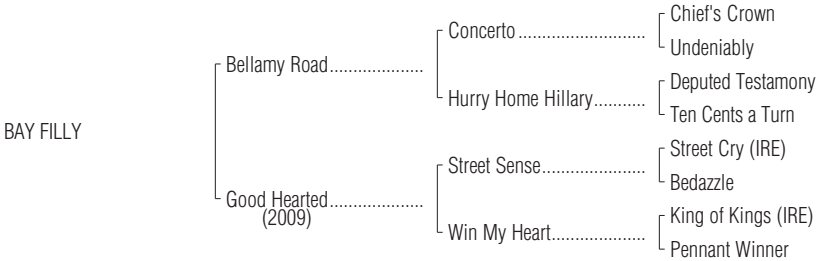 Chief's Crown
Concerto...........................
Undeniably
Bellamy Road....................
Deputed Testamony
Hurry Home Hillary...........
Ten Cents a Turn
BAY FILLY
Street Cry (IRE)
Street Sense......................
Bedazzle
Good Hearted....................
(2009)
King of Kings (IRE)
Win My Heart....................
Pennant Winner